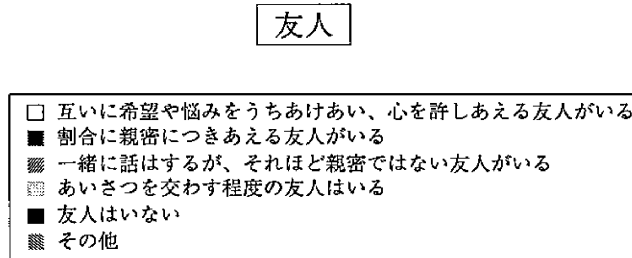 友人
互いに希望や悩みをうちあけあい、心を許しあえる友人がいる
割合に親密につきあえる友人がいる
一緒に話はするが、それほど親密ではない友人がいる
あいさつを交わす程度の友人はいる
友人はいない
その他